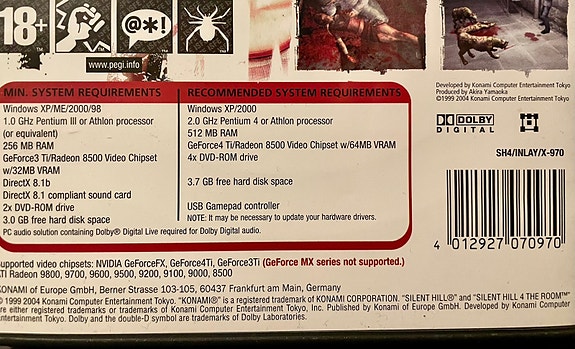 18+
@*!
www.pegi.info
Developed by Konami Computer Entertainment Tokyo
Produced by Akira Yamaoka
©1999 2004 Konami Computer Entertainment Tokyo
DOLBY
DIGITAL
SH4/INLAY/X-970
MIN. SYSTEM REQUIREMENTS
Windows XP/ME/2000/98
1.0 GHz Pentium III or Athlon processor
(or equivalent)
256 MB RAM
GeForce3 Ti/Radeon 8500 Video Chipset
w/32MB VRAM
DirectX 8.1b
DirectX 8.1 compliant sound card
2x DVD-ROM drive
3.0 GB free hard disk space
RECOMMENDED SYSTEM REQUIREMENTS
Windows XP/2000
2.0 GHz Pentium 4 or Athlon processor
512 MB RAM
GeForce4 Ti/Radeon 8500 Video Chipset w/64MB VRAM
4x DVD-ROM drive
3.7 GB free hard disk space
USB Gamepad controller
NOTE: It may be necessary to update your hardware drivers.
PC audio solution containing Dolby® Digital Live required for Dolby Digital audio.
4 012927 070970
upported video chipsets: NVIDIA GeForceFX, GeForce4Ti, GeForce3Ti (GeForce MX series not supported.)
ATI Radeon 9800, 9700, 9600, 9500, 9200, 9100, 9000, 8500
KONAMI of Europe GmbH, Berner Strasse 103-105, 60437 Frankfurt am Main, Germany
© 1999 2004 Konami Computer Entertainment Tokyo. "KONAMI®" is a registered trademark of KONAMI CORPORATION. "SILENT HILL®" and "SILENT HILL 4 THE ROOM™"
are either registered trademarks or trademarks of Konami Computer Entertainment Tokyo, Inc. Published by Konami of Europe GmbH. Developed by Konami Computer
Entertainment Tokyo. Dolby and the double-D symbol are trademarks of Dolby Laboratories.